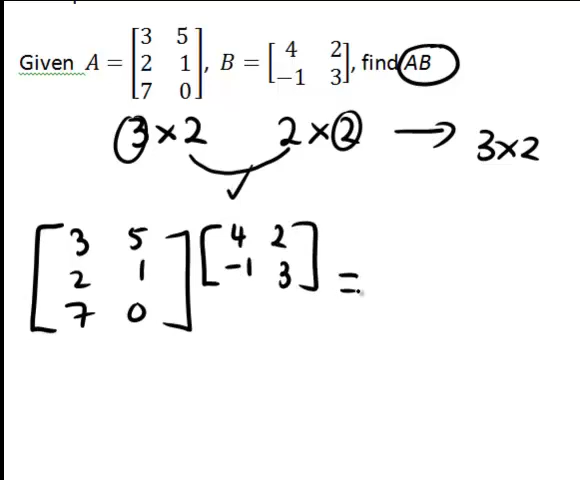 Given A = [3 5; 2 1; 7 0], B = [4 2; −1 3], find AB
3×2 2×2 → 3×2
✓
[3 5; 2 1; 7 0] [4 2; -1 3] =